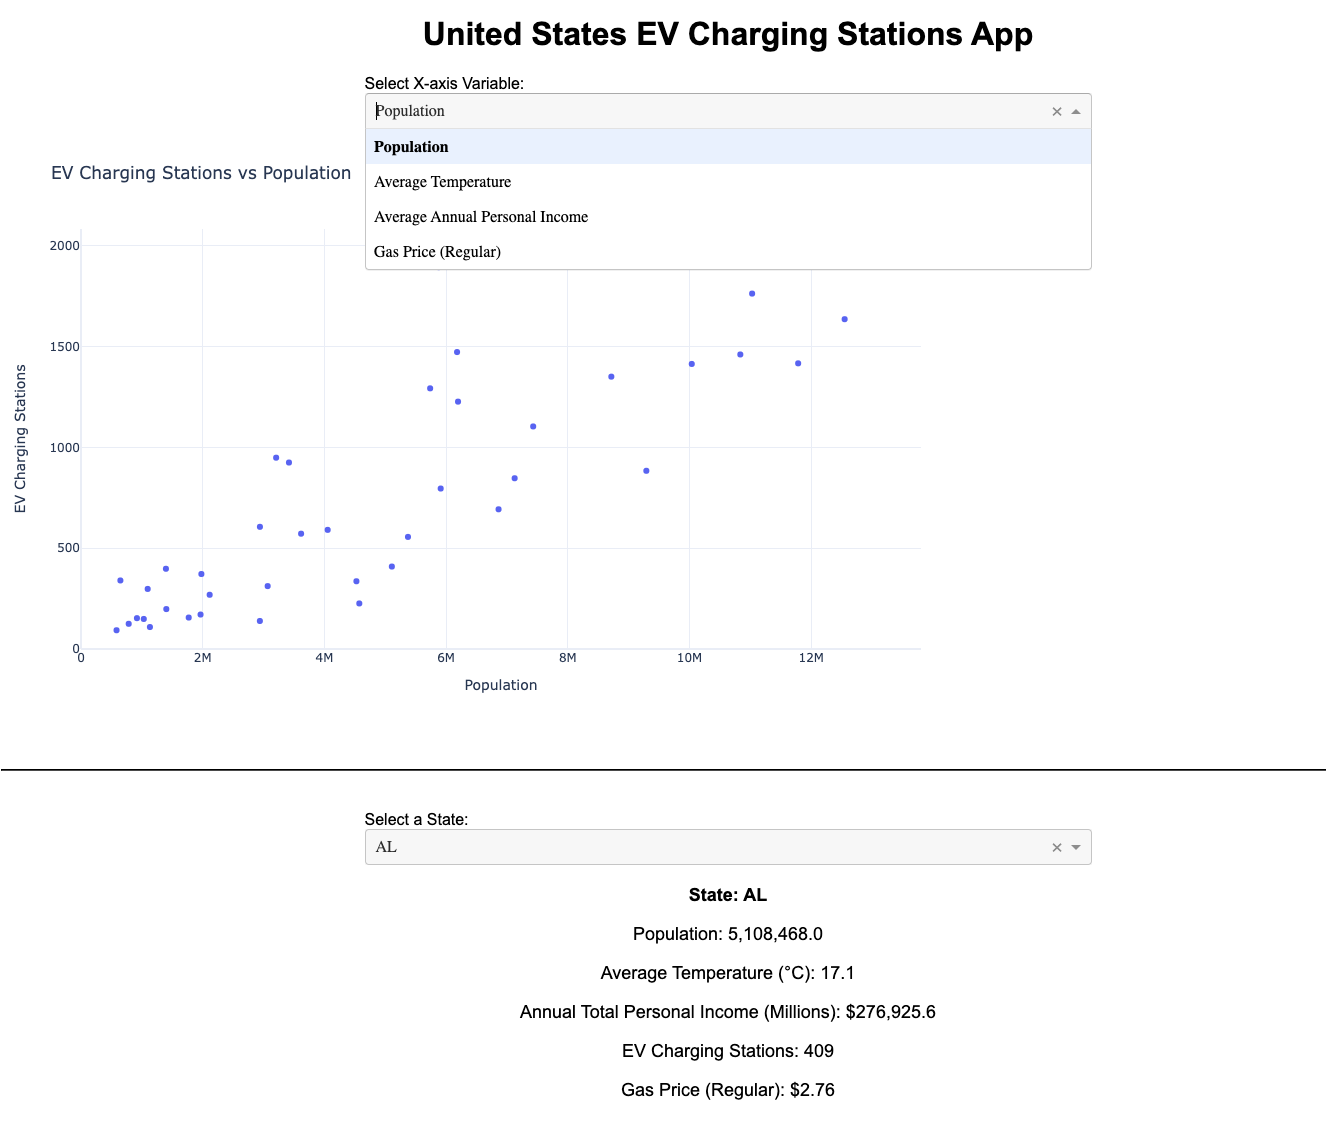 United States EV Charging Stations App
Select X-axis Variable:
Population
Population
Average Temperature
Average Annual Personal Income
Gas Price (Regular)
EV Charging Stations vs Population
2000
1500
1000
500
0
EV Charging Stations
0 2M 4M 6M 8M 10M 12M
Population
Select a State:
AL
State: AL
Population: 5,108,468.0
Average Temperature (°C): 17.1
Annual Total Personal Income (Millions): $276,925.6
EV Charging Stations: 409
Gas Price (Regular): $2.76